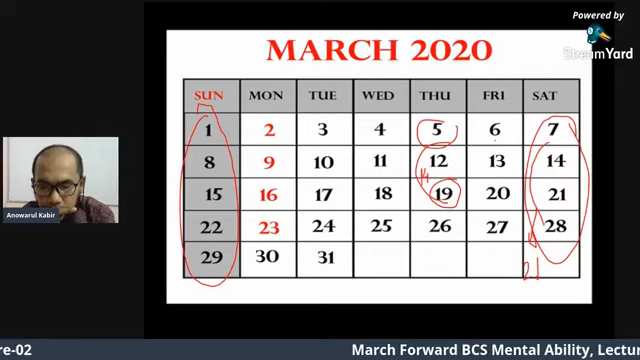 Powered by
StreamYard
MARCH 2020
SUN MON TUE WED THU FRI SAT
1 2 3 4 5 6 7
8 9 10 11 12 13 14
15 16 17 18 19 20 21
22 23 24 25 26 27 28
29 30 31
14
21
Anowarul Kabir
re-02
March Forward BCS Mental Ability, Lectur